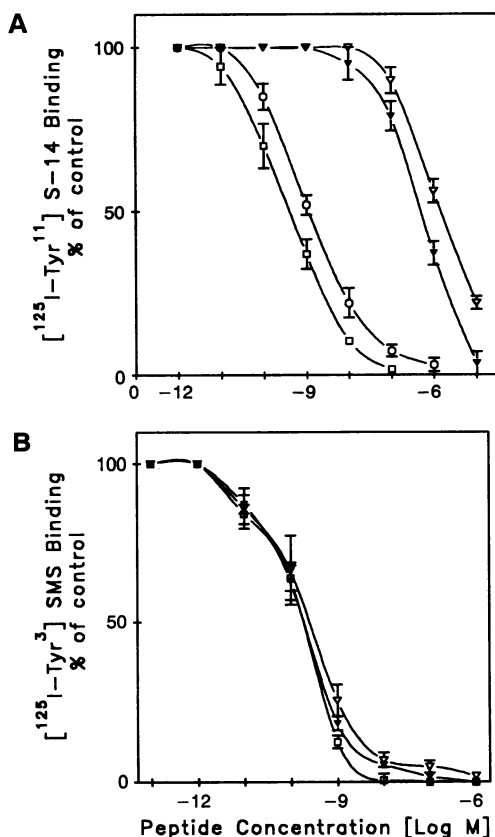 A
[¹²⁵I-Tyr¹¹] S-14 Binding
% of control
100
50
0
0
-12
-9
-6
B
[¹²⁵I-Tyr³] SMS Binding
% of control
100
50
0
-12
-9
-6
Peptide Concentration [Log M]